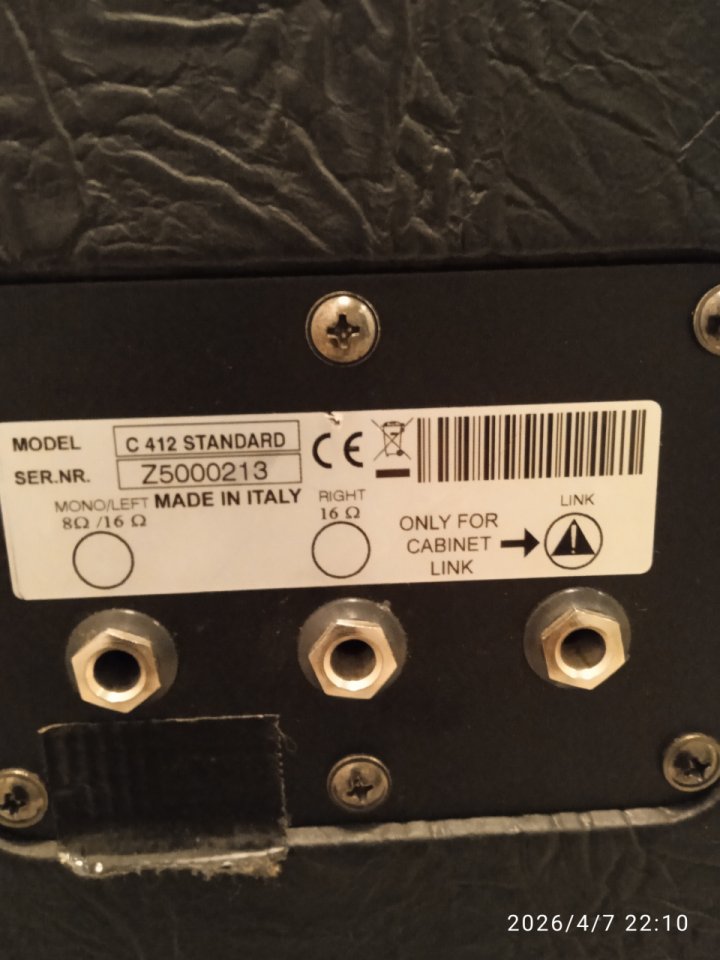 MODEL C 412 STANDARD
SER.NR. Z5000213
CE
MONO/LEFT MADE IN ITALY RIGHT LINK
8Ω /16 Ω 16 Ω
ONLY FOR
CABINET
LINK
2026/4/7 22:10